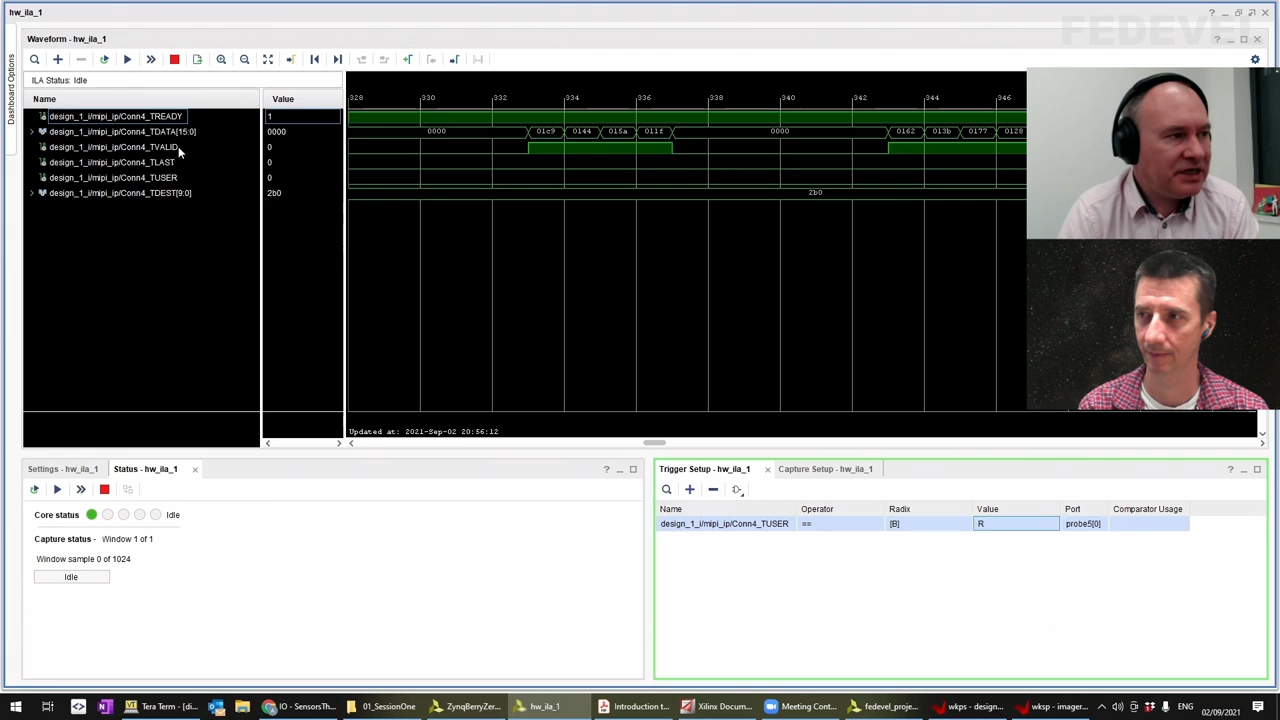 hw_ila_1
FEDEVEL
Dashboard Options
Waveform - hw_ila_1
ILA Status: Idle
Name Value
328 330 332 334 336 338 340 342 344 346
design_1_i/mipi_ip/Conn4_TREADY 1
design_1_i/mipi_ip/Conn4_TDATA[15:0] 0000 0000 01c9 0144 015a 011f 0000 0162 013b 0177 0128
design_1_i/mipi_ip/Conn4_TVALID 0
design_1_i/mipi_ip/Conn4_TLAST 0
design_1_i/mipi_ip/Conn4_TUSER 0
design_1_i/mipi_ip/Conn4_TDEST[9:0] 2b0 2b0
Updated at: 2021-Sep-02 20:56:12
Settings - hw_ila_1 Status - hw_ila_1
Core status Idle
Capture status - Window 1 of 1
Window sample 0 of 1024
Idle
Trigger Setup - hw_ila_1 Capture Setup - hw_ila_1
Name Operator Radix Value Port Comparator Usage
design_1_i/mipi_ip/Conn4_TUSER == [B] R probe5[0]
Tera Term - [di... IO - SensorsTh... 01_SessionOne ZynqBerryZer... hw_ila_1 Introduction t... Xilinx Docum... Meeting Cont... fedevel_proje... wkps - design... wksp - imager... 20:56
02/09/2021